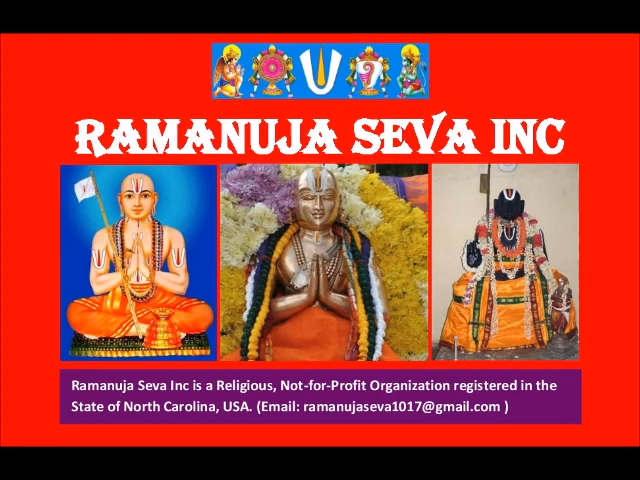 RAMANUJA SEVA INC
Ramanuja Seva Inc is a Religious, Not-for-Profit Organization registered in the
State of North Carolina, USA. (Email: ramanujaseva1017@gmail.com )